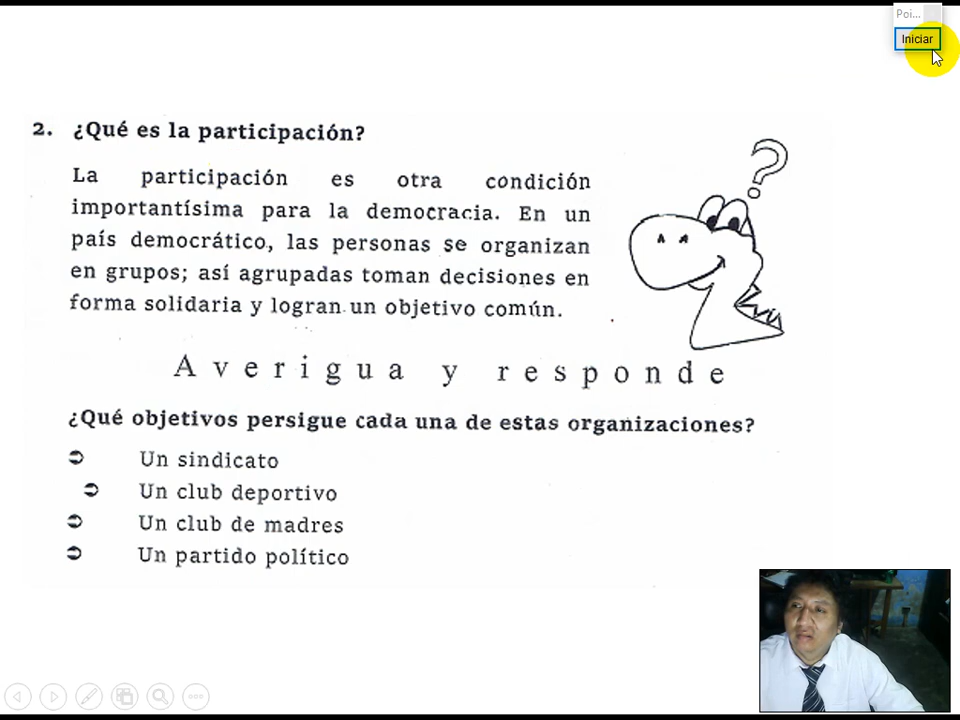 Poi...
Iniciar
2. ¿Qué es la participación?
La participación es otra condición
importantísima para la democracia. En un
país democrático, las personas se organizan
en grupos; así agrupadas toman decisiones en
forma solidaria y logran un objetivo común.
?
Averigua y responde
¿Qué objetivos persigue cada una de estas organizaciones?
➲ Un sindicato
➲ Un club deportivo
➲ Un club de madres
➲ Un partido político